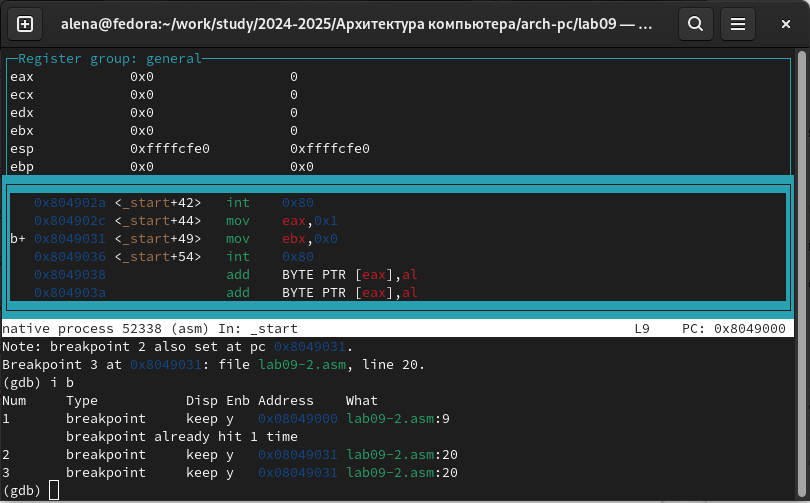 alena@fedora:~/work/study/2024-2025/Архитектура компьютера/arch-pc/lab09 — ...
Register group: general
eax 0x0 0
ecx 0x0 0
edx 0x0 0
ebx 0x0 0
esp 0xffffcfe0 0xffffcfe0
ebp 0x0 0x0
0x804902a <_start+42> int 0x80
0x804902c <_start+44> mov eax,0x1
b+ 0x8049031 <_start+49> mov ebx,0x0
0x8049036 <_start+54> int 0x80
0x8049038 add BYTE PTR [eax],al
0x804903a add BYTE PTR [eax],al
native process 52338 (asm) In: _start L9 PC: 0x8049000
Note: breakpoint 2 also set at pc 0x8049031.
Breakpoint 3 at 0x8049031: file lab09-2.asm, line 20.
(gdb) i b
Num Type Disp Enb Address What
1 breakpoint keep y 0x08049000 lab09-2.asm:9
breakpoint already hit 1 time
2 breakpoint keep y 0x08049031 lab09-2.asm:20
3 breakpoint keep y 0x08049031 lab09-2.asm:20
(gdb)